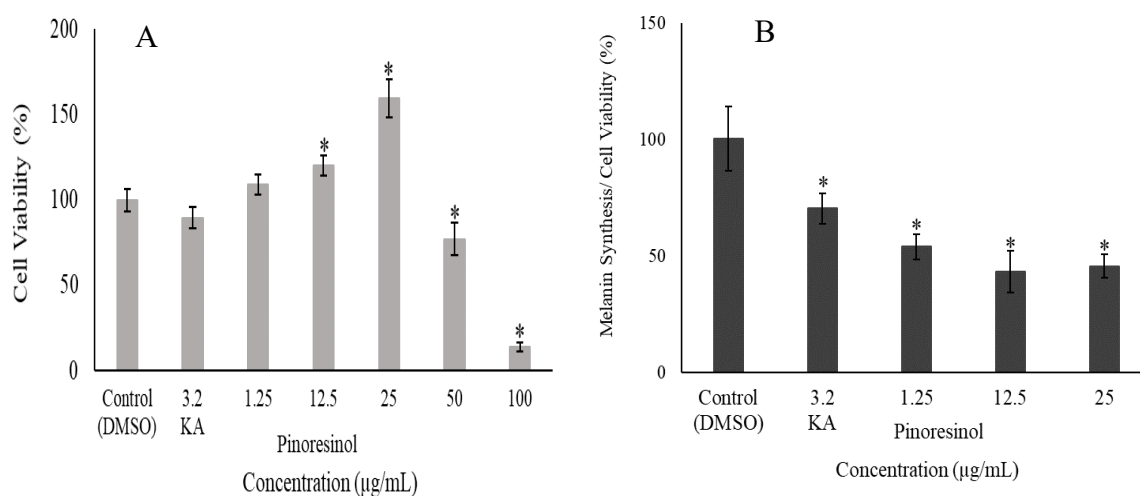 A
Cell Viability (%)
200
150
100
50
0
*
*
*
*
Control
(DMSO)
3.2
KA
1.25
12.5
25
50
100
Pinoresinol
Concentration (µg/mL)
B
Melanin Synthesis/ Cell Viability (%)
150
100
50
0
*
*
*
*
Control
(DMSO)
3.2
KA
1.25
12.5
25
Pinoresinol
Concentration (µg/mL)